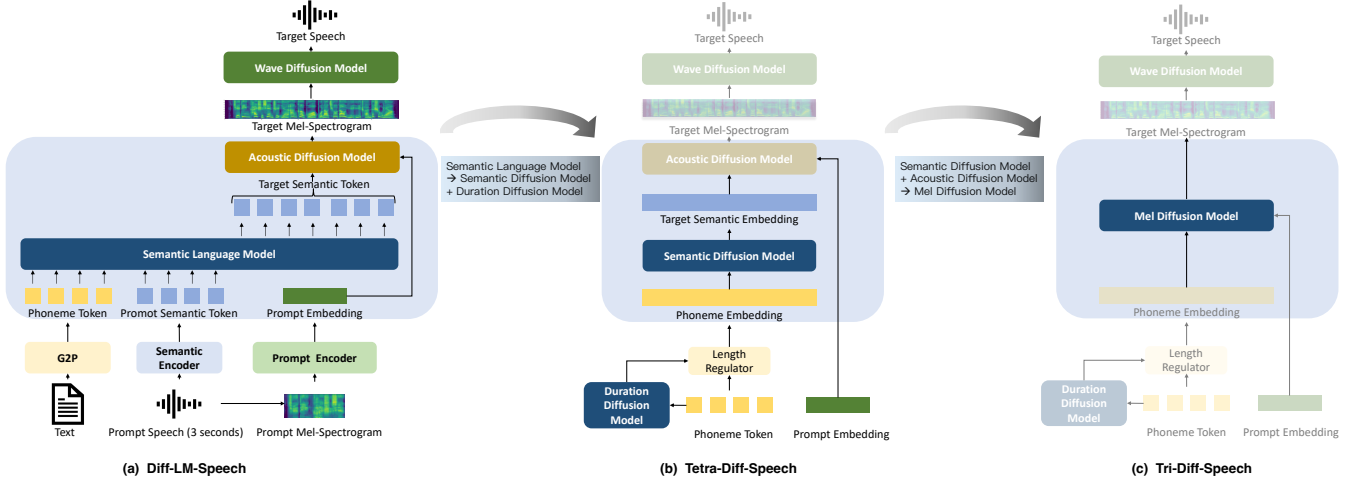 Target Speech
Wave Diffusion Model
Target Mel-Spectrogram
Acoustic Diffusion Model
Target Semantic Token
Semantic Language Model
Phoneme Token
Promot Semantic Token
Prompt Embedding
G2P
Semantic
Encoder
Prompt Encoder
Text
Prompt Speech (3 seconds)
Prompt Mel-Spectrogram
(a) Diff-LM-Speech
Semantic Language Model
→ Semantic Diffusion Model
+ Duration Diffusion Model
Target Speech
Wave Diffusion Model
Target Mel-Spectrogram
Acoustic Diffusion Model
Target Semantic Embedding
Semantic Diffusion Model
Phoneme Embedding
Length
Regulator
Duration
Diffusion
Model
Phoneme Token
Prompt Embedding
(b) Tetra-Diff-Speech
Semantic Diffusion Model
+ Acoustic Diffusion Model
→ Mel Diffusion Model
Target Speech
Wave Diffusion Model
Target Mel-Spectrogram
Mel Diffusion Model
Phoneme Embedding
Length
Regulator
Duration
Diffusion
Model
Phoneme Token
Prompt Embedding
(c) Tri-Diff-Speech